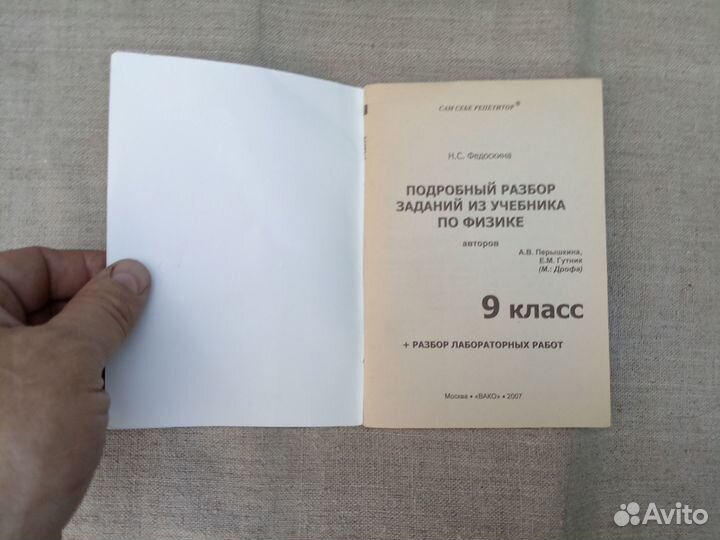 САМ СЕБЕ РЕПЕТИТОР®
Н.С. Федоскина
ПОДРОБНЫЙ РАЗБОР
ЗАДАНИЙ ИЗ УЧЕБНИКА
ПО ФИЗИКЕ
авторов
А.В. Перышкина,
Е.М. Гутник
(М.: Дрофа)
9 класс
+ РАЗБОР ЛАБОРАТОРНЫХ РАБОТ
Москва • «ВАКО» • 2007
Avito